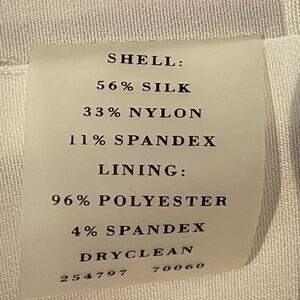 SHELL:
56% SILK
33% NYLON
11% SPANDEX
LINING:
96% POLYESTER
4% SPANDEX
DRYCLEAN
254797 70060